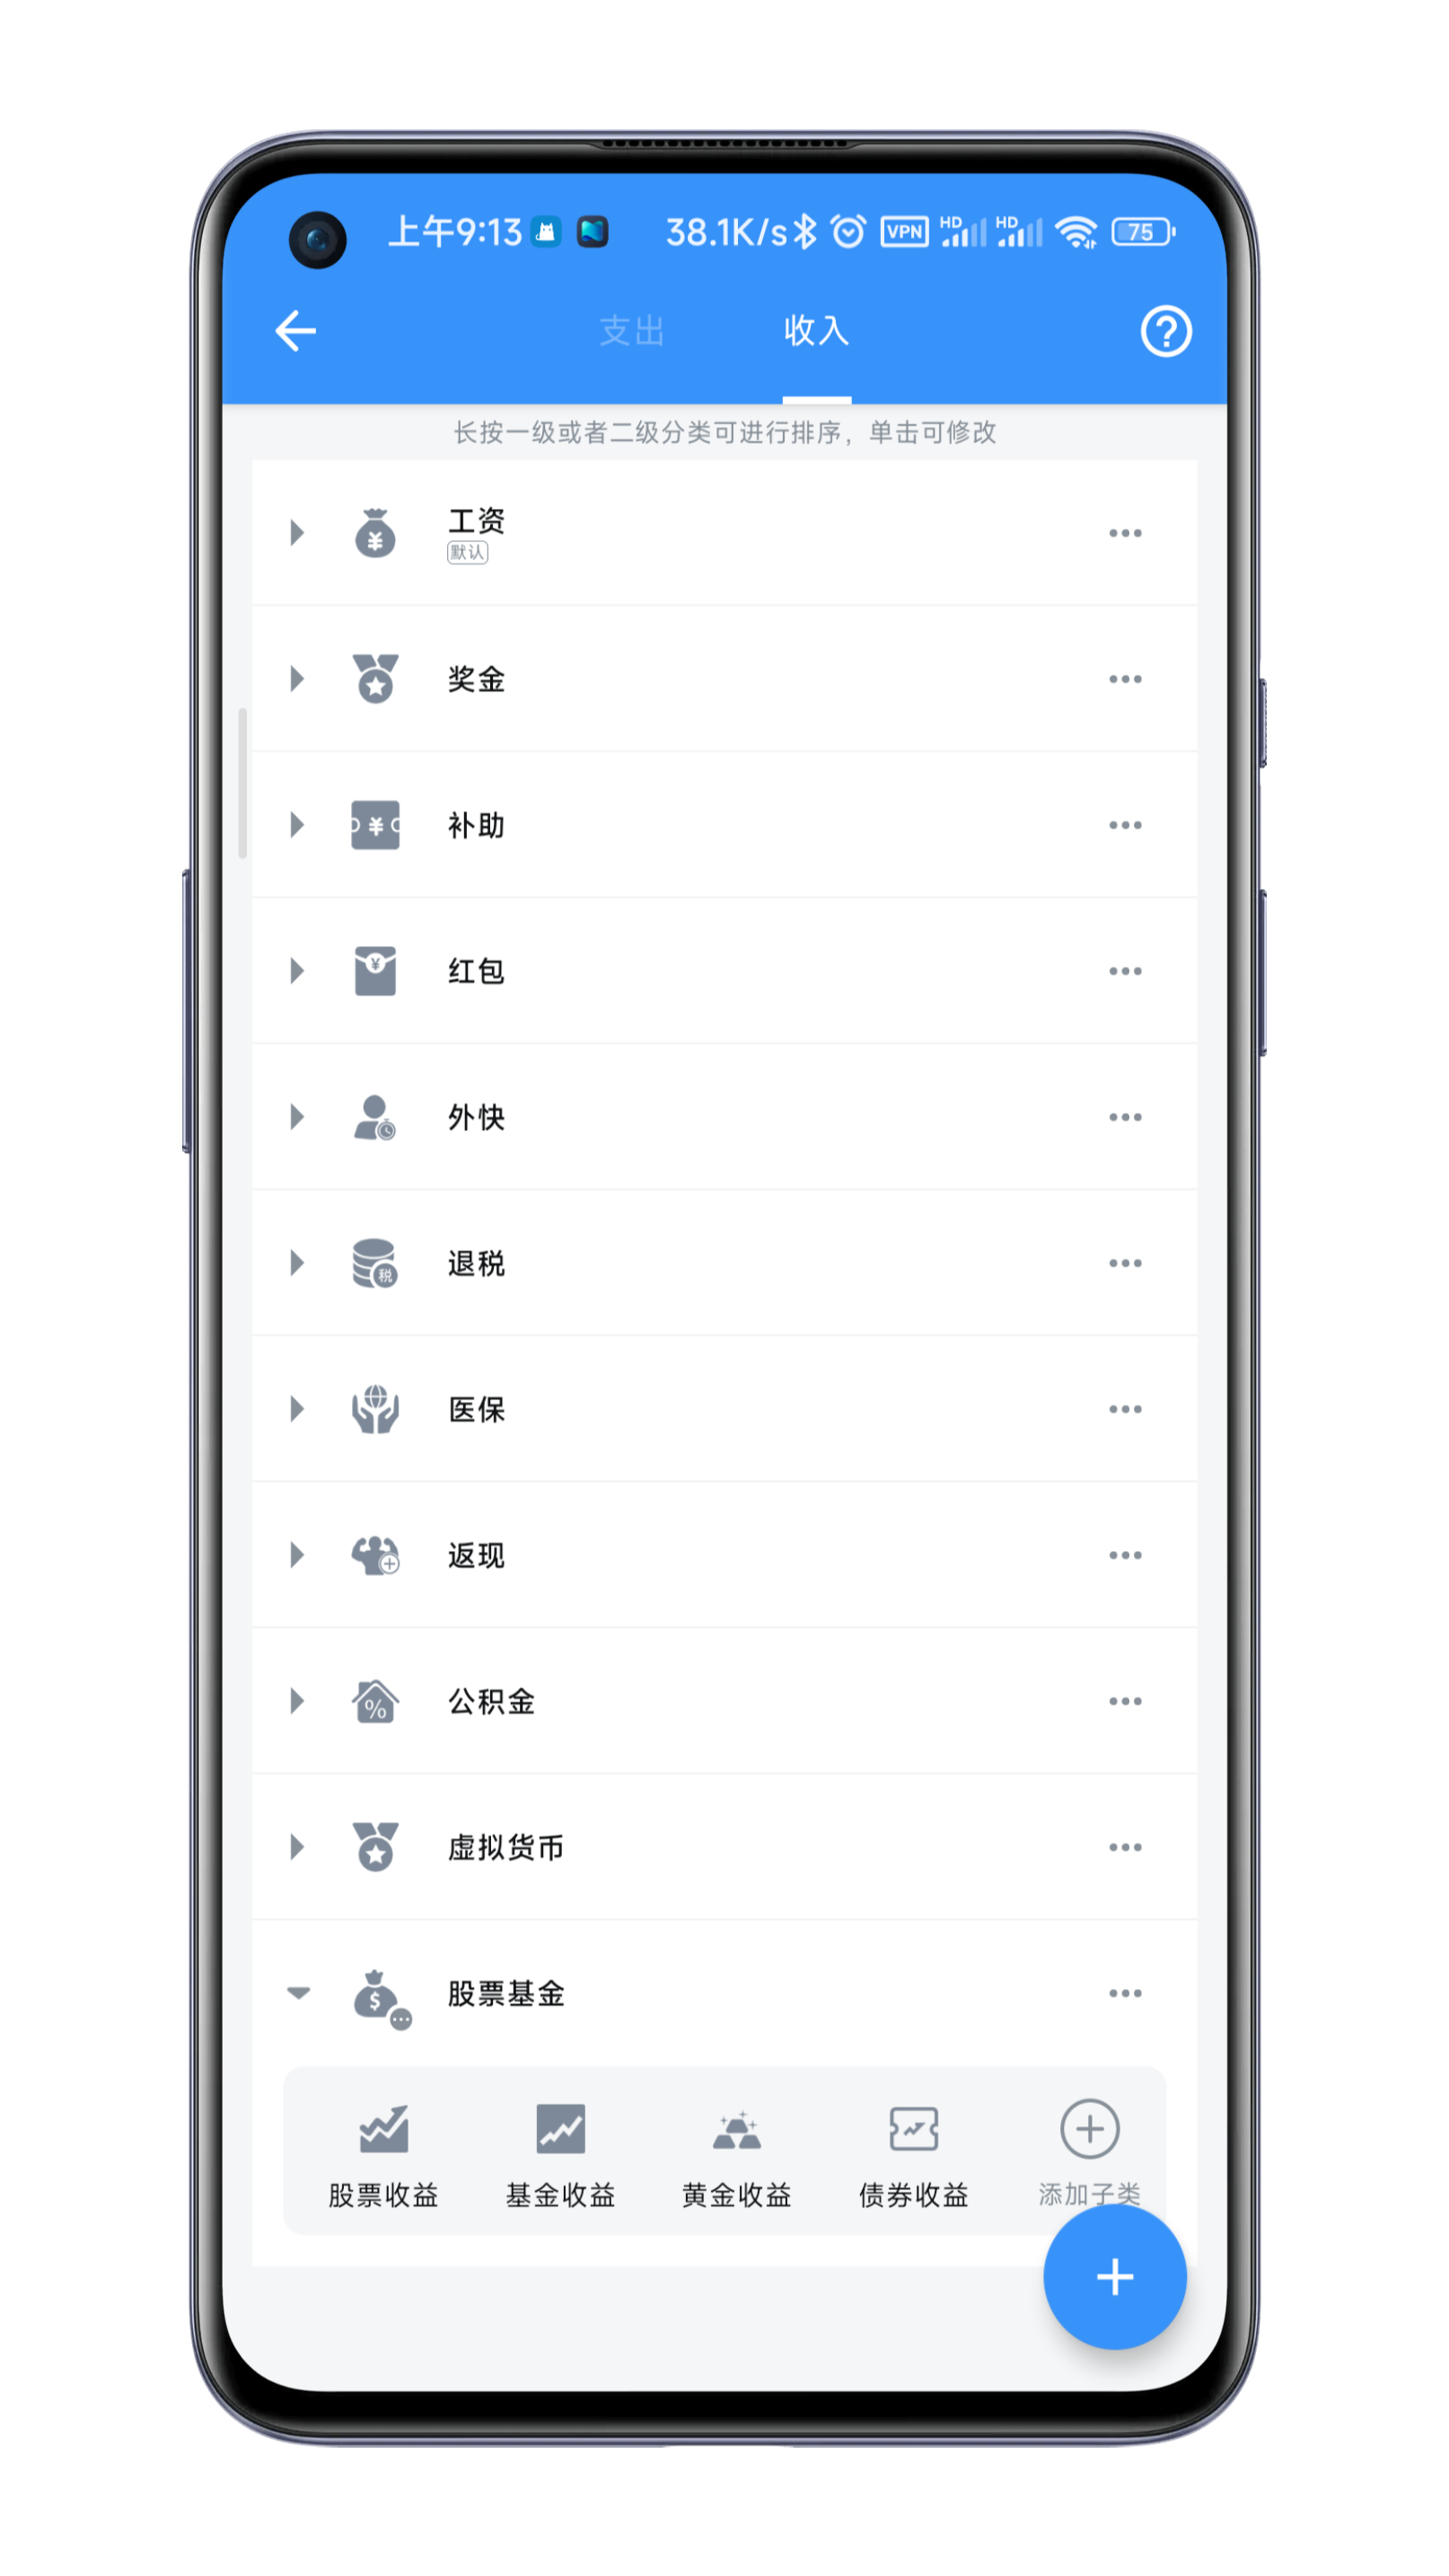 上午9:13 38.1K/s VPN HD HD 75
支出 收入
长按一级或者二级分类可进行排序，单击可修改
工资
默认
奖金
补助
红包
外快
退税
税
医保
返现
公积金
虚拟货币
股票基金
股票收益 基金收益 黄金收益 债券收益 添加子类